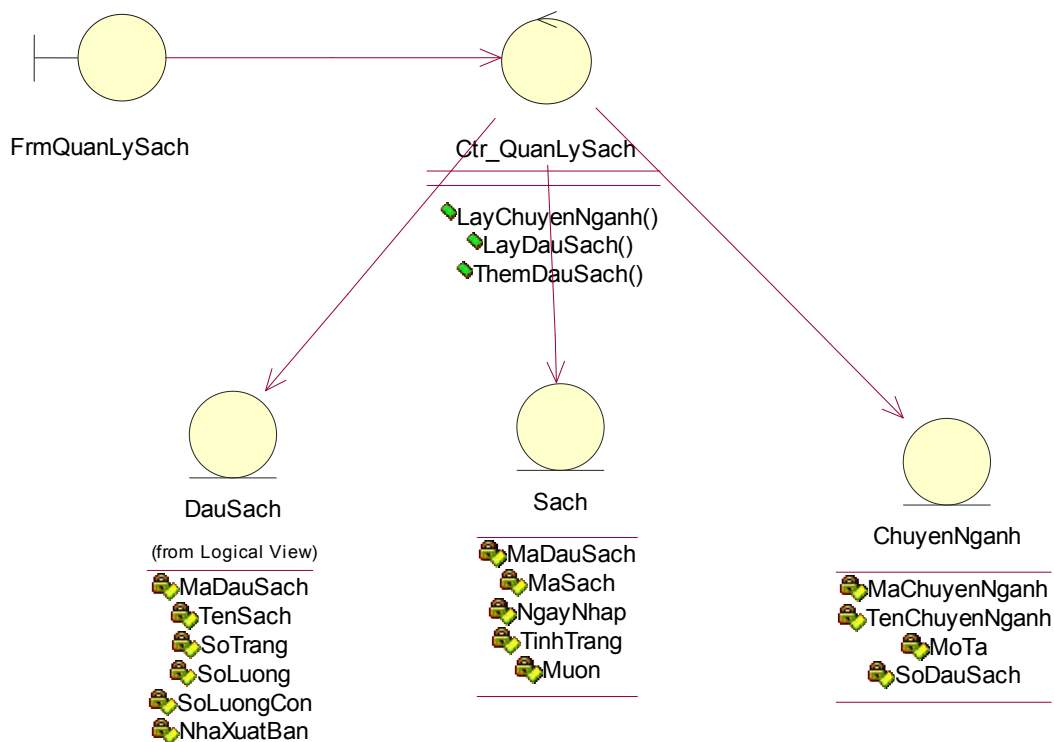 FrmQuanLySach
Ctr_QuanLySach
LayChuyenNganh()
LayDauSach()
ThemDauSach()
DauSach
(from Logical View)
MaDauSach
TenSach
SoTrang
SoLuong
SoLuongCon
NhaXuatBan
Sach
MaDauSach
MaSach
NgayNhap
TinhTrang
Muon
ChuyenNganh
MaChuyenNganh
TenChuyenNganh
MoTa
SoDauSach